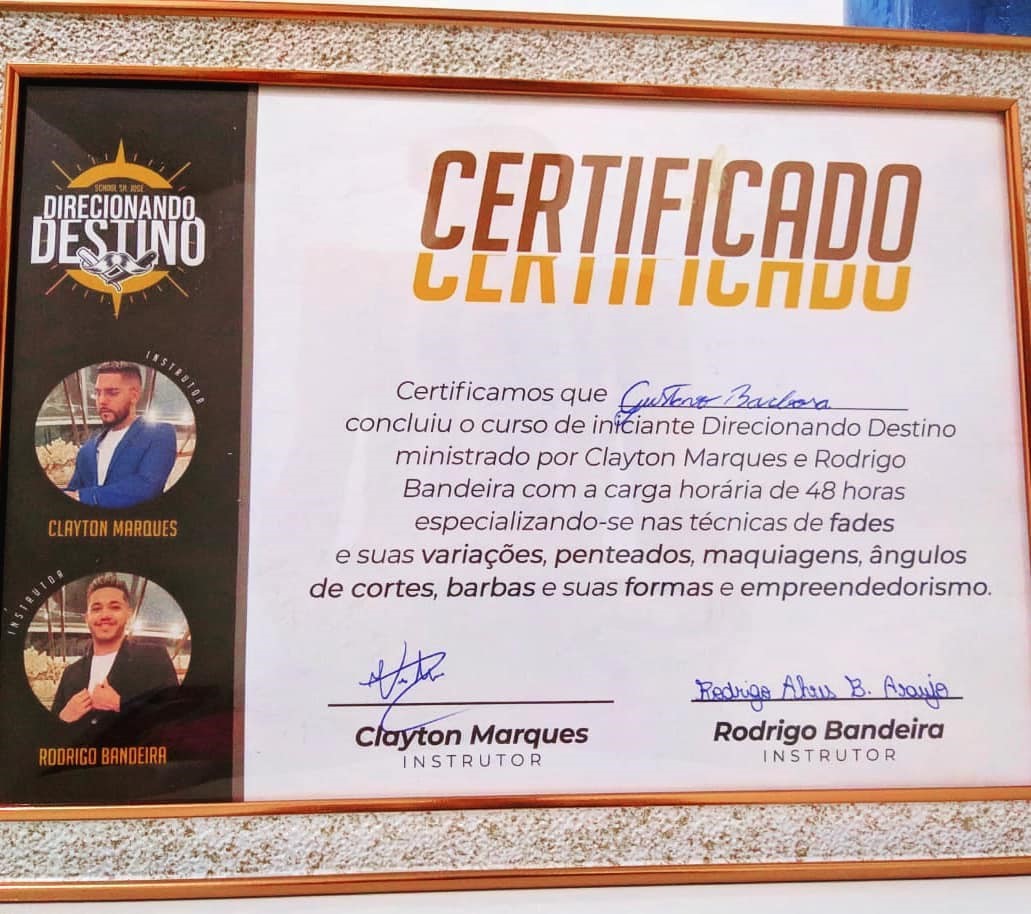 SCHOOL SR. JOSÉ
DIRECIONANDO
DESTINO
INSTRUTOR
CLAYTON MARQUES
INSTRUTOR
RODRIGO BANDEIRA
CERTIFICADO
CERTIFICADO
Certificamos que Gustavo Barbosa
concluiu o curso de iniciante Direcionando Destino
ministrado por Clayton Marques e Rodrigo
Bandeira com a carga horária de 48 horas
especializando-se nas técnicas de fades
e suas variações, penteados, maquiagens, ângulos
de cortes, barbas e suas formas e empreendedorismo.
Rodrigo Alves B. Araujo
Clayton Marques
INSTRUTOR
Rodrigo Bandeira
INSTRUTOR